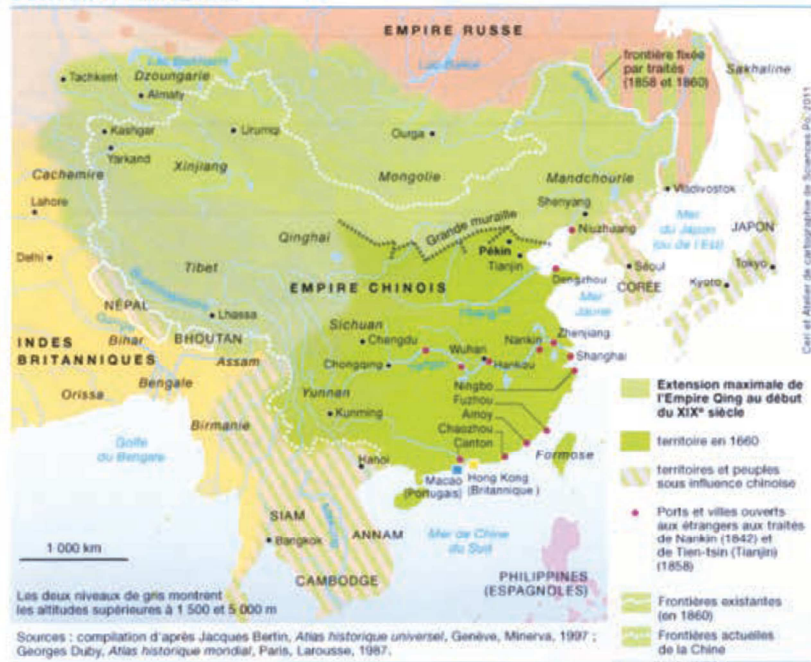 EMPIRE RUSSE
Lac Balkhach
Lac Baïkal
frontière fixée
par traités
(1858 et 1860)
Sakhaline
Tachkent
Dzoungarie
Almaty
Kashgar
Yarkand
Urumqi
Ourga
Xinjiang
Mongolie
Mandchourie
Cachemire
Lahore
Vladivostok
Shenyang
Niuzhuang
Mer
du Japon
(ou de l'Est)
JAPON
Grande muraille
Qinghai
Pékin
Tianjin
Delhi
Tibet
Séoul
CORÉE
Kyoto
Tokyo
Dengzhou
EMPIRE CHINOIS
Mer
Jaune
NÉPAL
Lhassa
BHOUTAN
Sichuan
Chengdu
Chongqing
Wuhan
Hankou
Nankin
Zhenjiang
Shanghai
INDES
BRITANNIQUES
Gange
Bihar
Assam
Bengale
Orissa
Yunnan
Kunming
Ningbo
Fuzhou
Amoy
Chaozhou
Canton
Formose
Birmanie
Golfe
du Bengale
Hanoi
Macao
(Portugais)
Hong Kong
(Britannique)
SIAM
Bangkok
ANNAM
Mékong
CAMBODGE
Mer de Chine
du Sud
PHILIPPINES
(ESPAGNOLES)
1 000 km
Les deux niveaux de gris montrent
les altitudes supérieures à 1 500 et 5 000 m
Extension maximale de
l'Empire Qing au début
du XIXe siècle
territoire en 1660
territoires et peuples
sous influence chinoise
Ports et villes ouverts
aux étrangers aux traités
de Nankin (1842) et
de Tien-tsin (Tianjin)
(1858)
Frontières existantes
(en 1860)
Frontières actuelles
de la Chine
Ceri et Atelier de cartographie de Sciences Po, 2011
Sources : compilation d'après Jacques Bertin, Atlas historique universel, Genève, Minerva, 1997 ;
Georges Duby, Atlas historique mondial, Paris, Larousse, 1987.